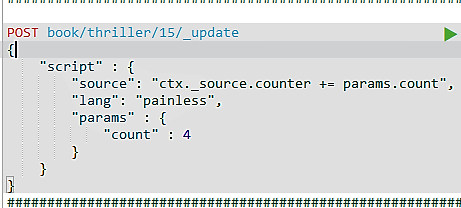 ################################################################
POST book/thriller/15/_update
{
    "script" : {
        "source": "ctx._source.counter += params.count",
        "lang": "painless",
        "params" : {
            "count" : 4
        }
    }
}
################################################################